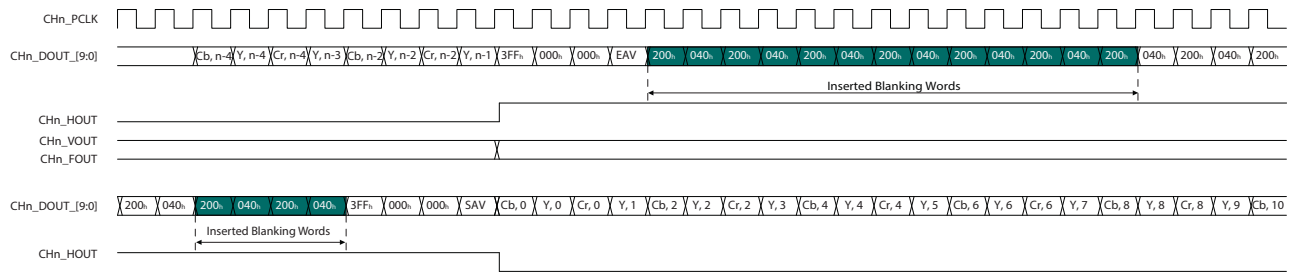 CHn_PCLK
CHn_DOUT_[9:0] Cb, n-4 Y, n-4 Cr, n-4 Y, n-3 Cb, n-2 Y, n-2 Cr, n-2 Y, n-1 3FFh 000h 000h EAV 200h 040h 200h 040h 200h 040h 200h 040h 200h 040h 200h 040h 200h 040h 200h 040h 200h
Inserted Blanking Words
CHn_HOUT
CHn_VOUT
CHn_FOUT
CHn_DOUT_[9:0] 200h 040h 200h 040h 200h 040h 3FFh 000h 000h SAV Cb, 0 Y, 0 Cr, 0 Y, 1 Cb, 2 Y, 2 Cr, 2 Y, 3 Cb, 4 Y, 4 Cr, 4 Y, 5 Cb, 6 Y, 6 Cr, 6 Y, 7 Cb, 8 Y, 8 Cr, 8 Y, 9 Cb, 10
Inserted Blanking Words
CHn_HOUT